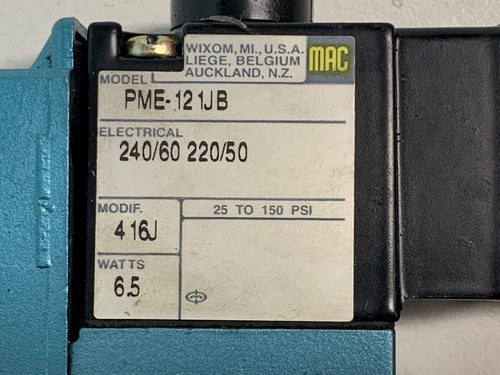 WIXOM, MI., U.S.A.
LIEGE, BELGIUM
AUCKLAND, N.Z.
MAC
MODEL
PME-121JB
ELECTRICAL
240/60 220/50
MODIF.
416J
25 TO 150 PSI
WATTS
6.5